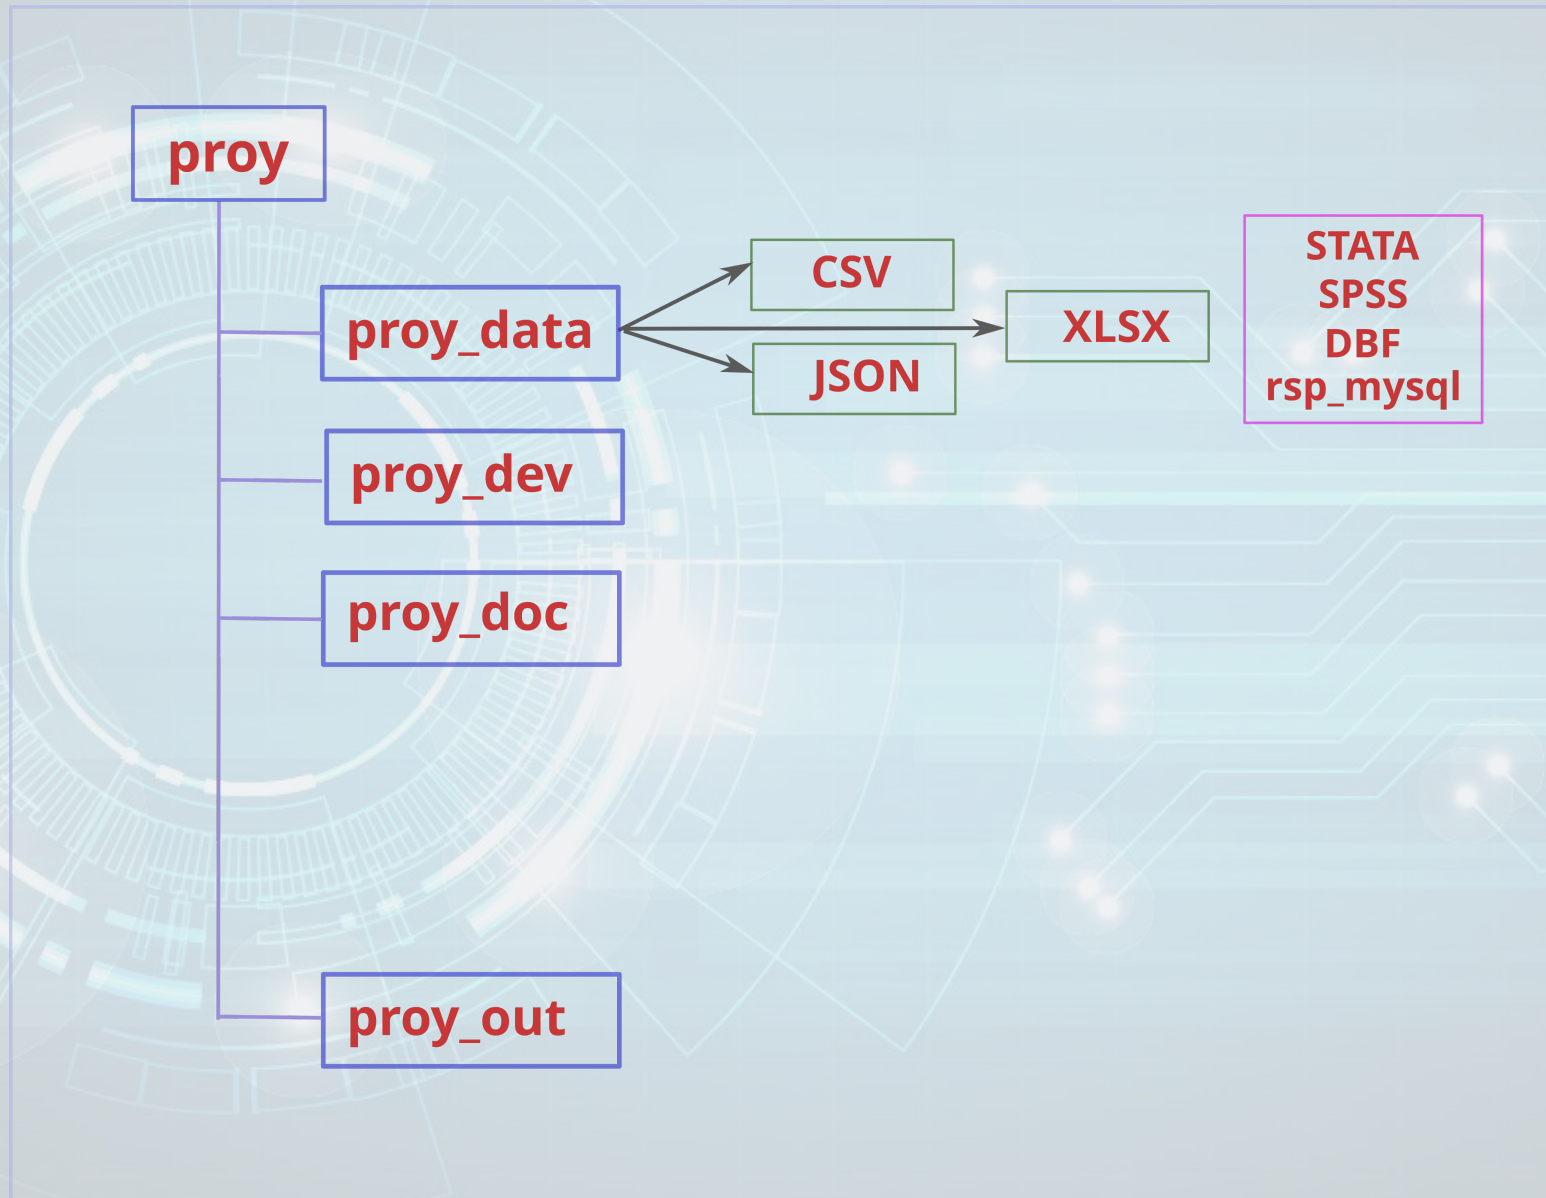 proy
proy_data
CSV
JSON
XLSX
STATA
SPSS
DBF
rsp_mysql
proy_dev
proy_doc
proy_out